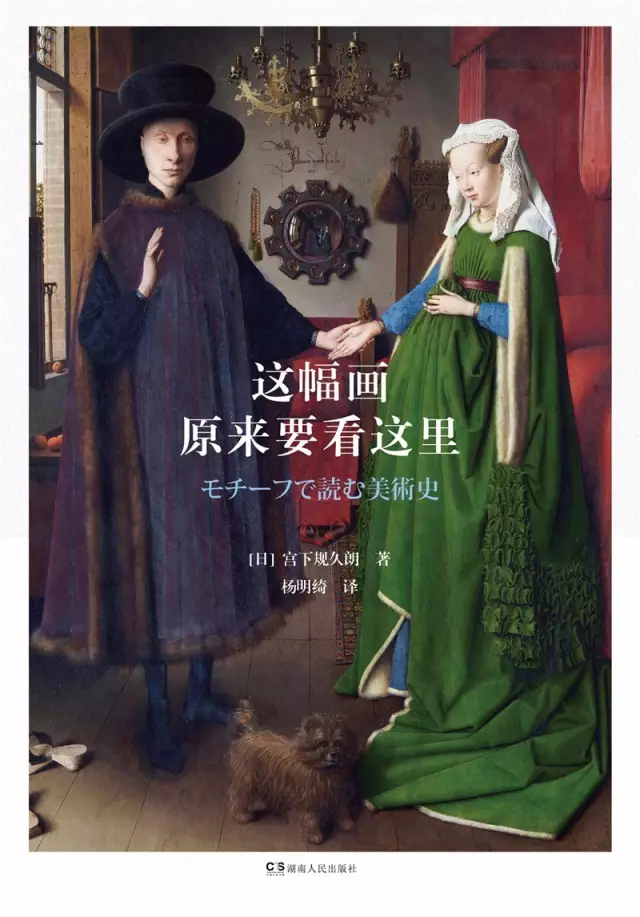 这幅画
原来要看这里
モチーフで読む美術史
［日］宫下规久朗 著
杨明绮 译
CS 湖南人民出版社